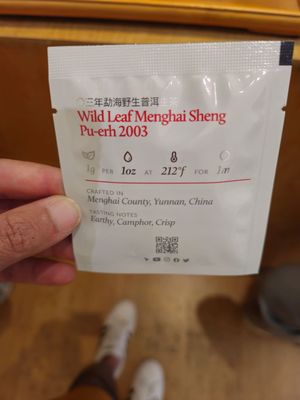 〇三年勐海野生普洱
Wild Leaf Menghai Sheng
Pu-erh 2003
1g PER 1oz AT 212°f FOR 1m
CRAFTED IN
Menghai County, Yunnan, China
TASTING NOTES
Earthy, Camphor, Crisp